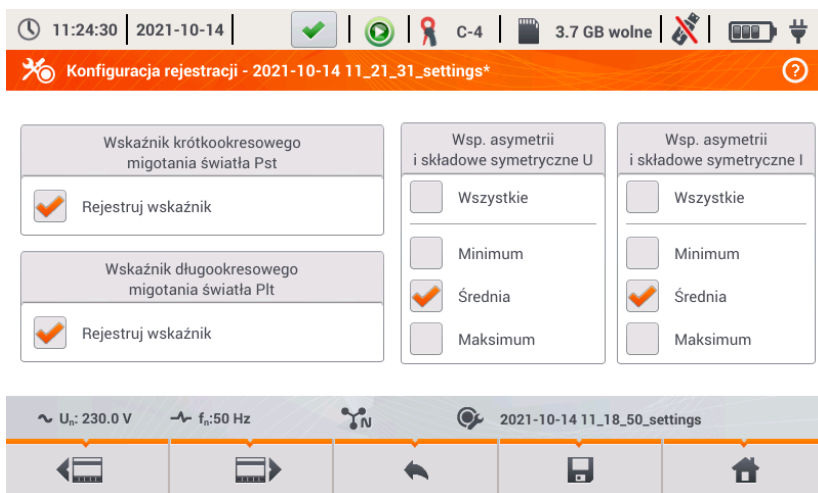 11:24:30 2021-10-14 C-4 3.7 GB wolne
Konfiguracja rejestracji - 2021-10-14 11_21_31_settings* ?
Wskaźnik krótkookresowego
migotania światła Pst
Rejestruj wskaźnik
Wskaźnik długookresowego
migotania światła Plt
Rejestruj wskaźnik
Wsp. asymetrii
i składowe symetryczne U
Wszystkie
Minimum
Średnia
Maksimum
Wsp. asymetrii
i składowe symetryczne I
Wszystkie
Minimum
Średnia
Maksimum
Uₙ: 230.0 V fₙ:50 Hz N 2021-10-14 11_18_50_settings